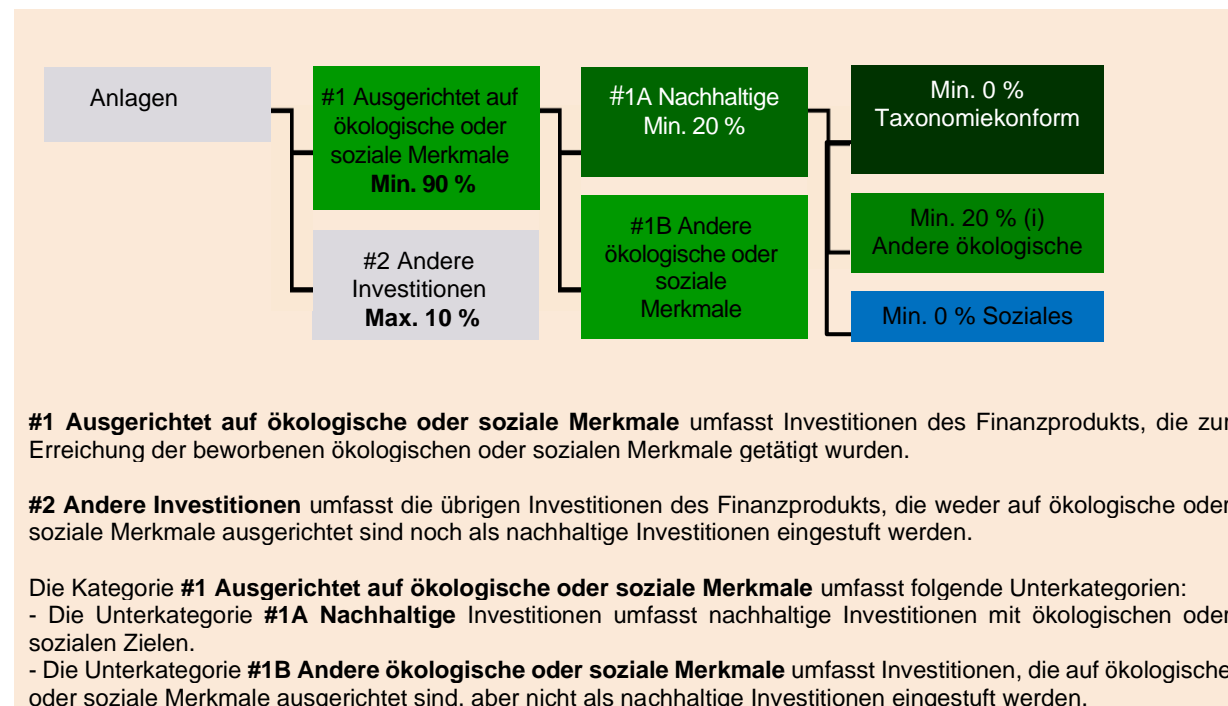 Anlagen
#1 Ausgerichtet auf
ökologische oder
soziale Merkmale
Min. 90 %
#2 Andere
Investitionen
Max. 10 %
#1A Nachhaltige
Min. 20 %
#1B Andere
ökologische oder
soziale
Merkmale
Min. 0 %
Taxonomiekonform
Min. 20 % (i)
Andere ökologische
Min. 0 % Soziales
#1 Ausgerichtet auf ökologische oder soziale Merkmale umfasst Investitionen des Finanzprodukts, die zur
Erreichung der beworbenen ökologischen oder sozialen Merkmale getätigt wurden.
#2 Andere Investitionen umfasst die übrigen Investitionen des Finanzprodukts, die weder auf ökologische oder
soziale Merkmale ausgerichtet sind noch als nachhaltige Investitionen eingestuft werden.
Die Kategorie #1 Ausgerichtet auf ökologische oder soziale Merkmale umfasst folgende Unterkategorien:
- Die Unterkategorie #1A Nachhaltige Investitionen umfasst nachhaltige Investitionen mit ökologischen oder
sozialen Zielen.
- Die Unterkategorie #1B Andere ökologische oder soziale Merkmale umfasst Investitionen, die auf ökologische
oder soziale Merkmale ausgerichtet sind, aber nicht als nachhaltige Investitionen eingestuft werden.